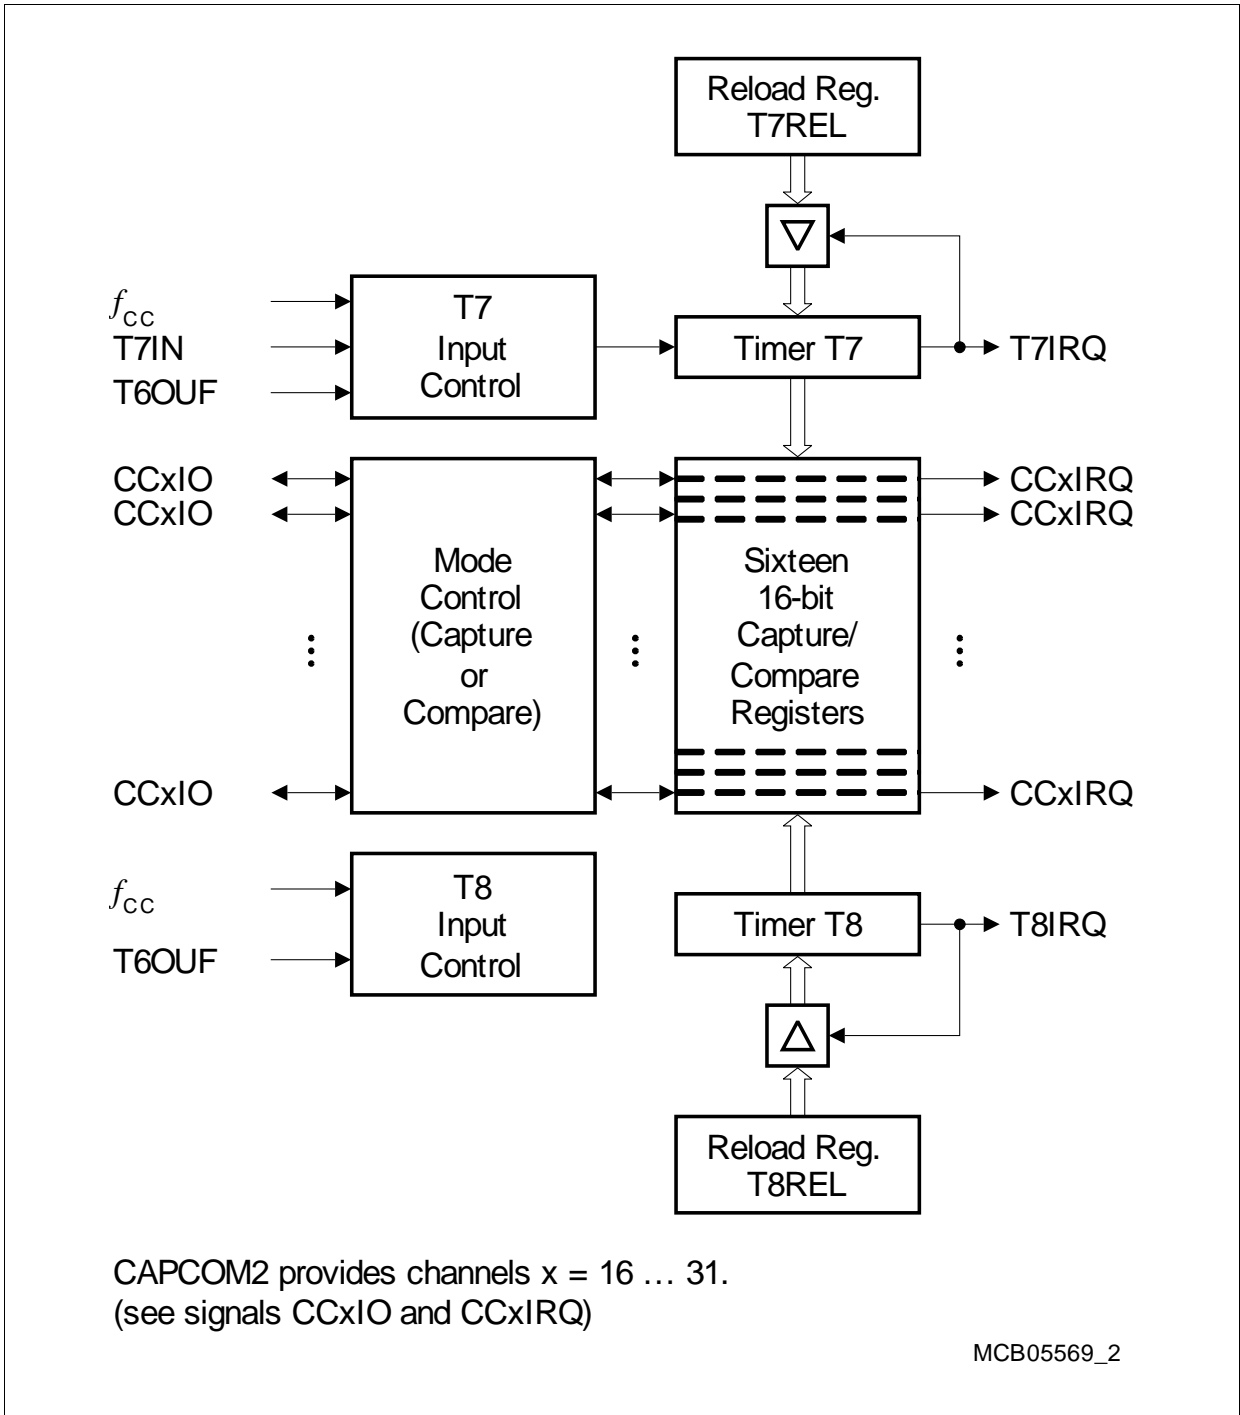 Reload Reg.
T7REL
fCC
T7IN
T6OUF
T7
Input
Control
Timer T7
T7IRQ
CCxIO
CCxIO
CCxIO
Mode
Control
(Capture
or
Compare)
Sixteen
16-bit
Capture/
Compare
Registers
CCxIRQ
CCxIRQ
CCxIRQ
fCC
T6OUF
T8
Input
Control
Timer T8
T8IRQ
Reload Reg.
T8REL
CAPCOM2 provides channels x = 16 … 31.
(see signals CCxIO and CCxIRQ)
MCB05569_2